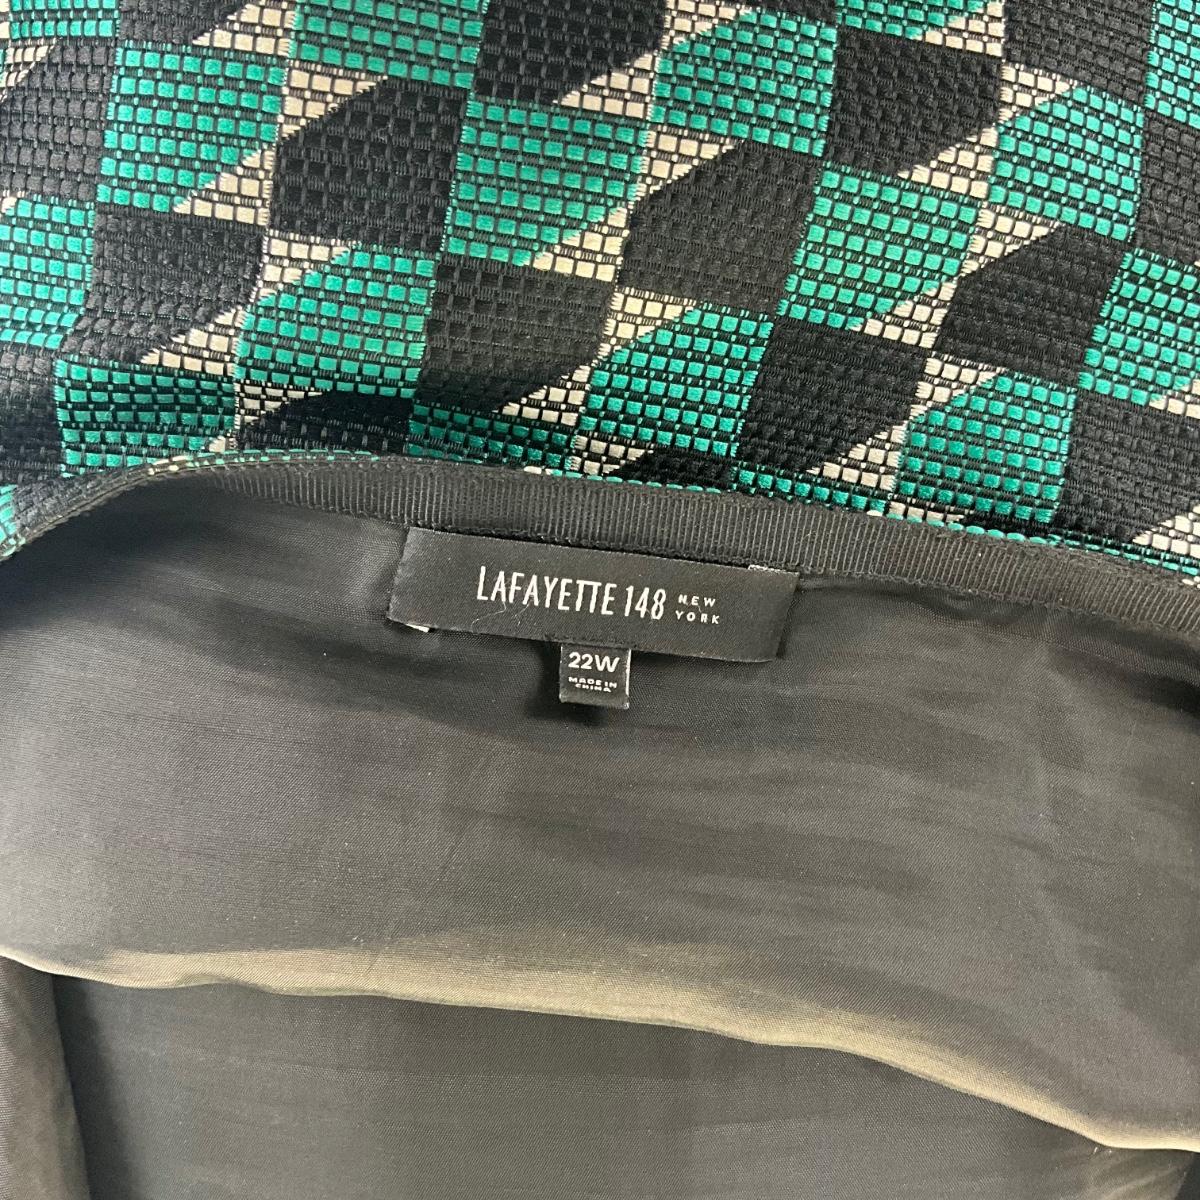 LAFAYETTE 148 NEW
YORK
22W
MADE IN
CHINA